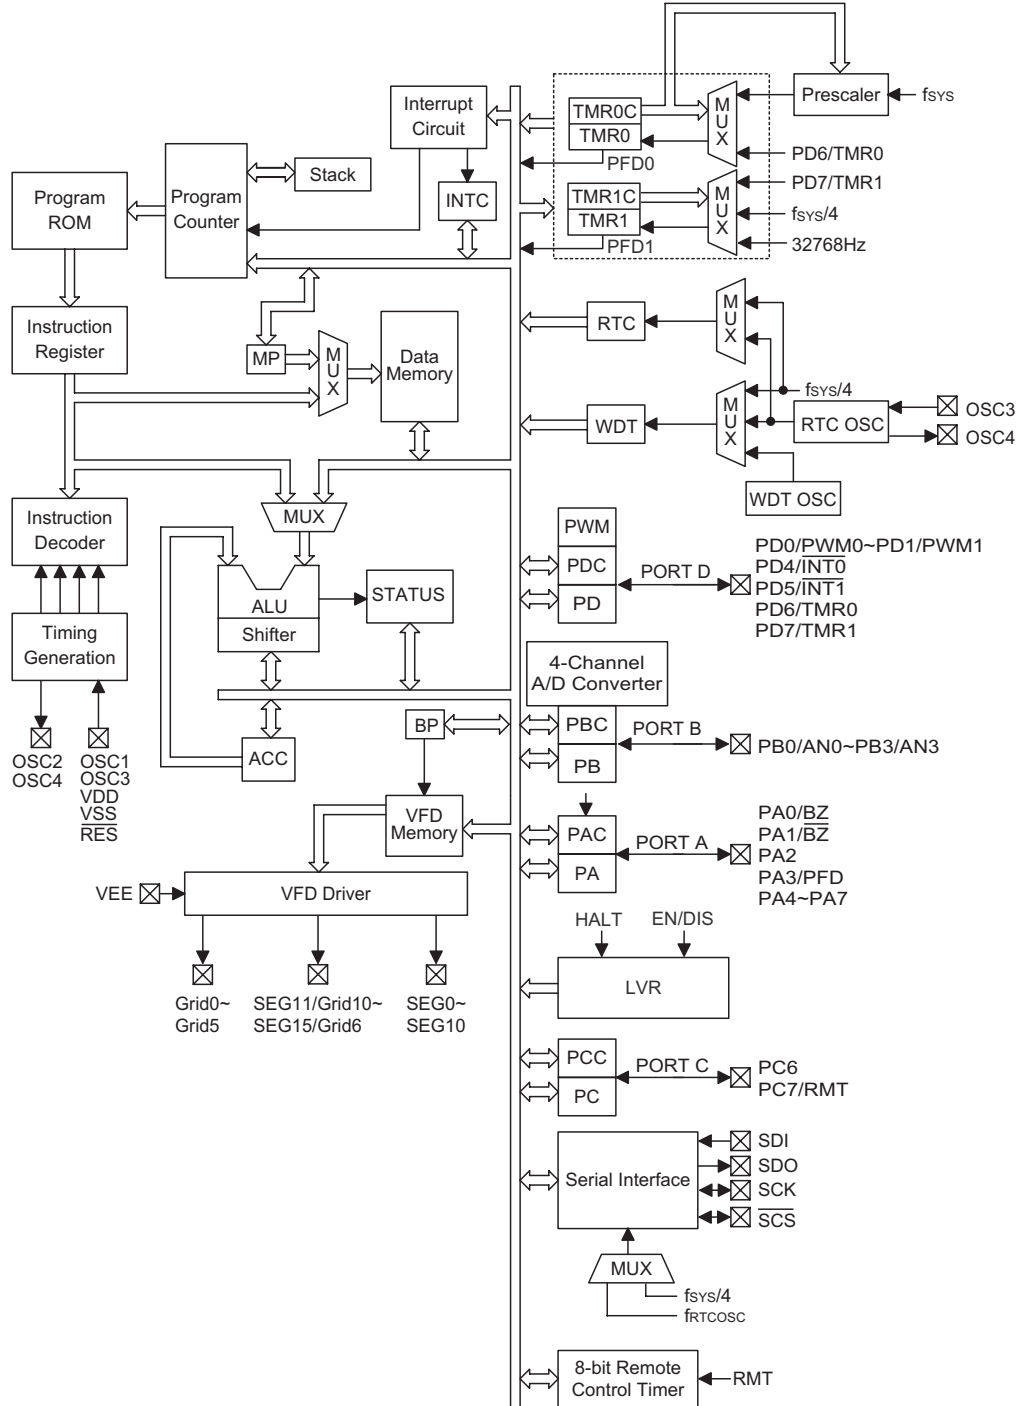 Interrupt
Circuit
TMR0C
TMR0
PFD0
MUX
Prescaler
fSYS
PD6/TMR0
Program
ROM
Program
Counter
Stack
INTC
TMR1C
TMR1
PFD1
MUX
PD7/TMR1
fSYS/4
32768Hz
Instruction
Register
MP
MUX
Data
Memory
RTC
MUX
fSYS/4
WDT
MUX
RTC OSC
OSC3
OSC4
WDT OSC
Instruction
Decoder
MUX
ALU
Shifter
STATUS
PWM
PDC
PD
PORT D
PD0/PWM0~PD1/PWM1
PD4/INT0
PD5/INT1
PD6/TMR0
PD7/TMR1
Timing
Generation
OSC2
OSC4
OSC1
OSC3
VDD
VSS
RES
ACC
BP
4-Channel
A/D Converter
PBC
PB
PORT B
PB0/AN0~PB3/AN3
VFD
Memory
PAC
PA
PORT A
PA0/BZ
PA1/BZ
PA2
PA3/PFD
PA4~PA7
VEE
VFD Driver
Grid0~
Grid5
SEG11/Grid10~
SEG15/Grid6
SEG0~
SEG10
HALT
EN/DIS
LVR
PCC
PC
PORT C
PC6
PC7/RMT
Serial Interface
SDI
SDO
SCK
SCS
MUX
fSYS/4
fRTCOSC
8-bit Remote
Control Timer
RMT